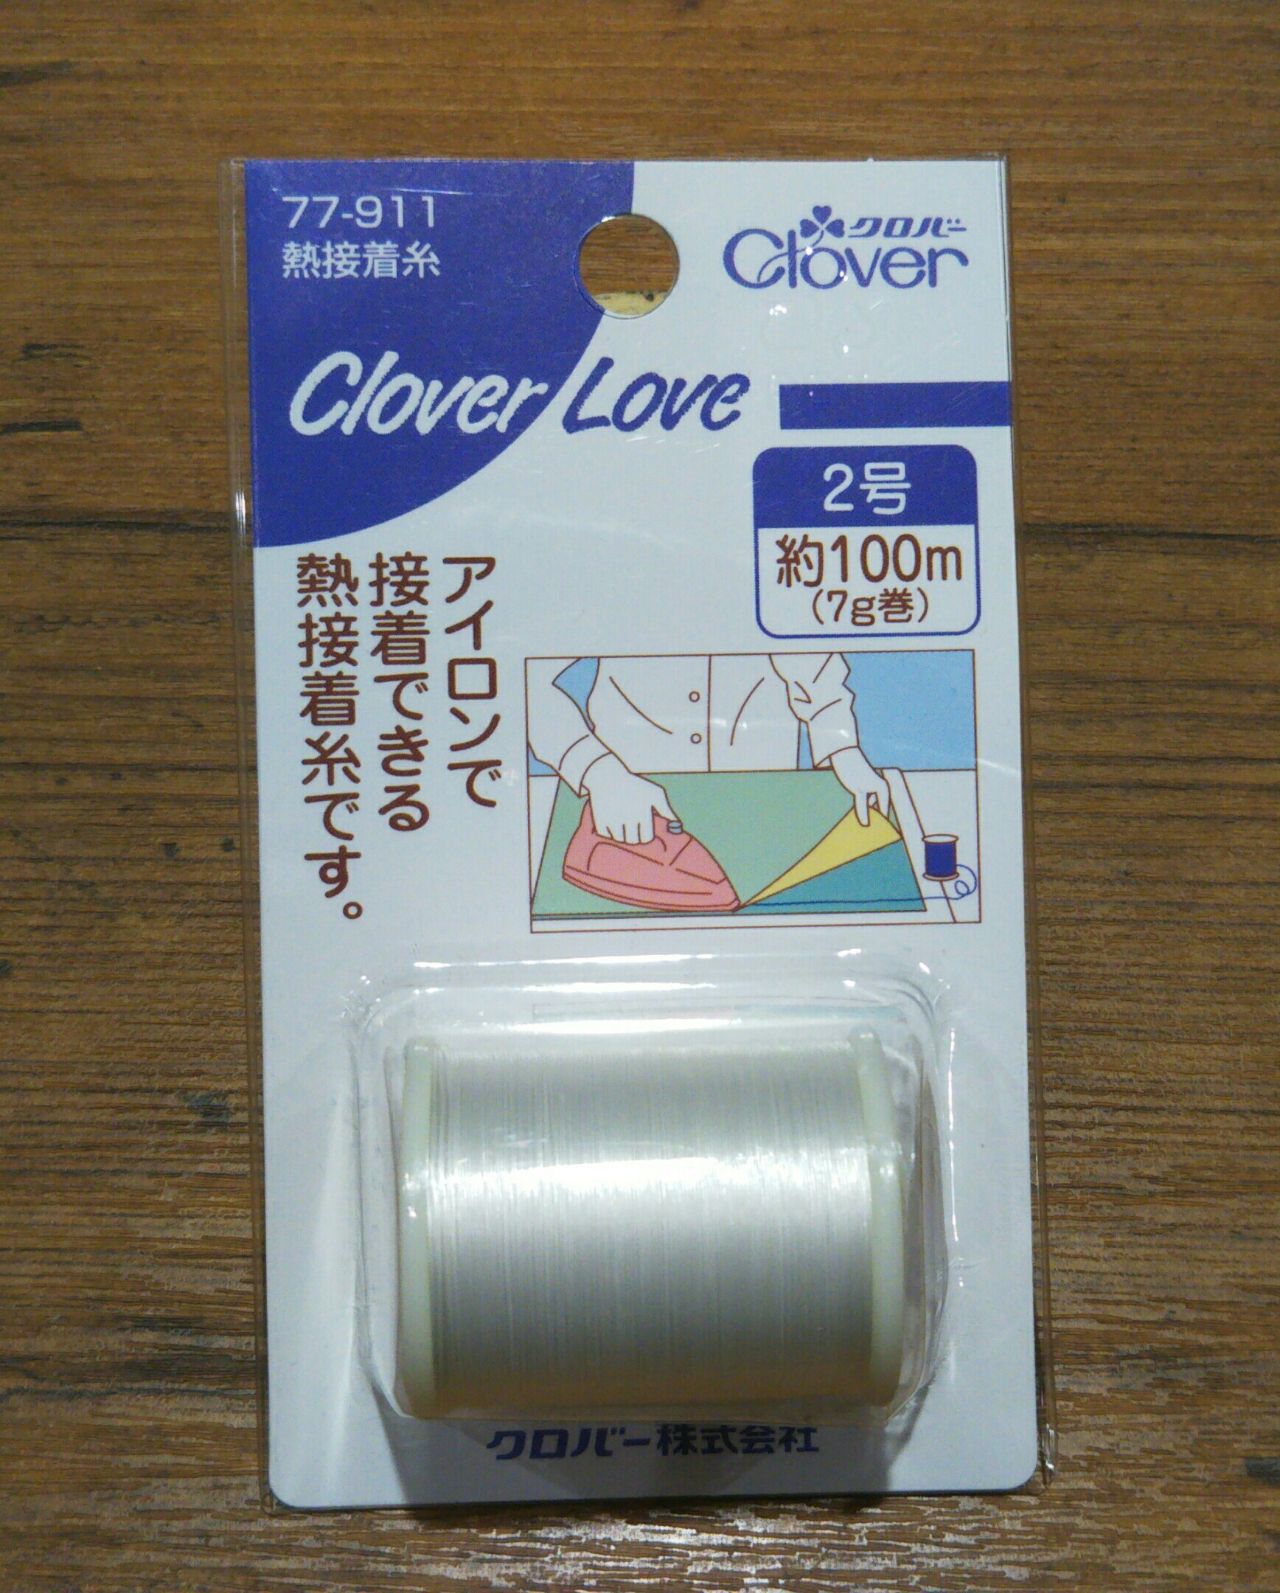 77-911
熱接着糸
クロバー
Clover
Clover Love
2号
約100m
(7g巻)
アイロンで
接着できる
熱接着糸です。
クロバー株式会社